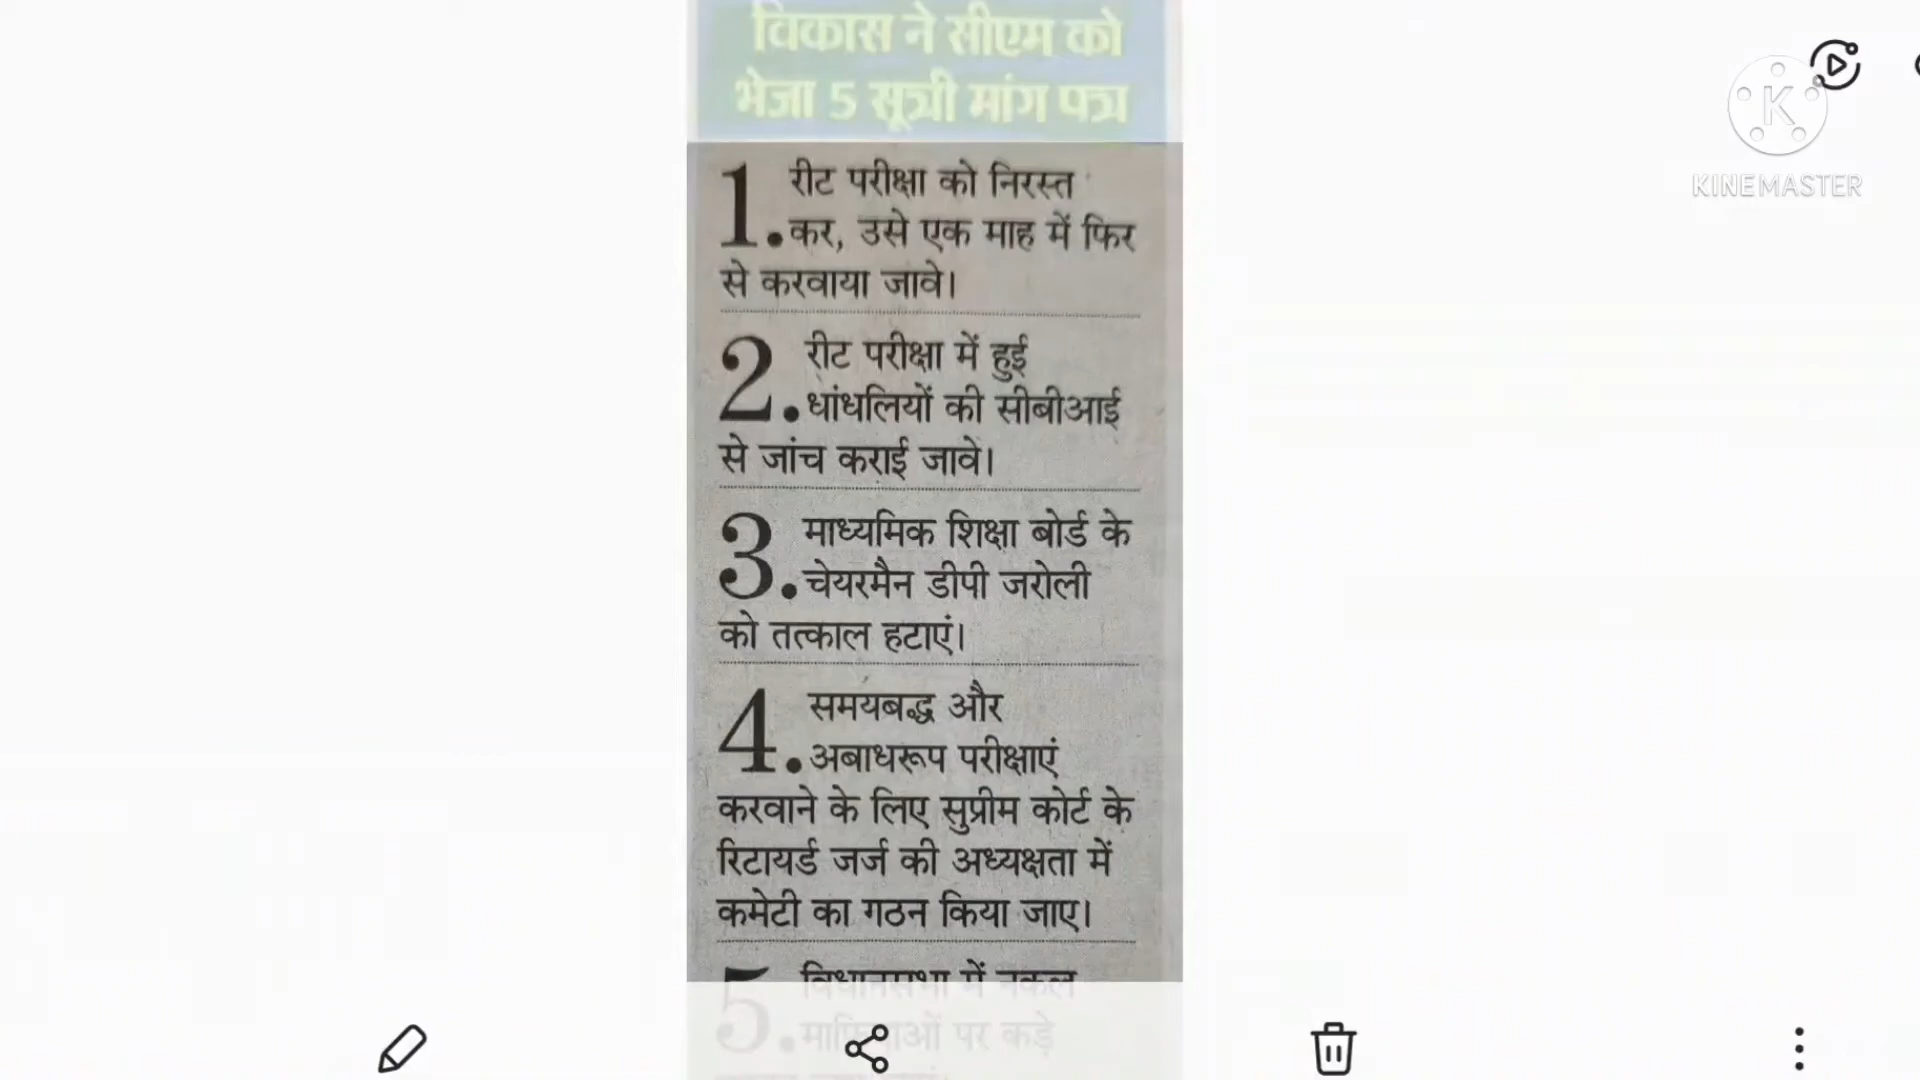 विकास ने सीएम को
भेजा 5 सूत्री मांग पत्र
K
KINEMASTER
1. रीट परीक्षा को निरस्त
कर, उसे एक माह में फिर
से करवाया जावे।
2. रीट परीक्षा में हुई
धांधलियों की सीबीआई
से जांच कराई जावे।
3. माध्यमिक शिक्षा बोर्ड के
चेयरमैन डीपी जरोली
को तत्काल हटाएं।
4. समयबद्ध और
अबाधरूप परीक्षाएं
करवाने के लिए सुप्रीम कोर्ट के
रिटायर्ड जर्ज की अध्यक्षता में
कमेटी का गठन किया जाए।
5. विधानसभा में नकल
माफियाओं पर कड़े